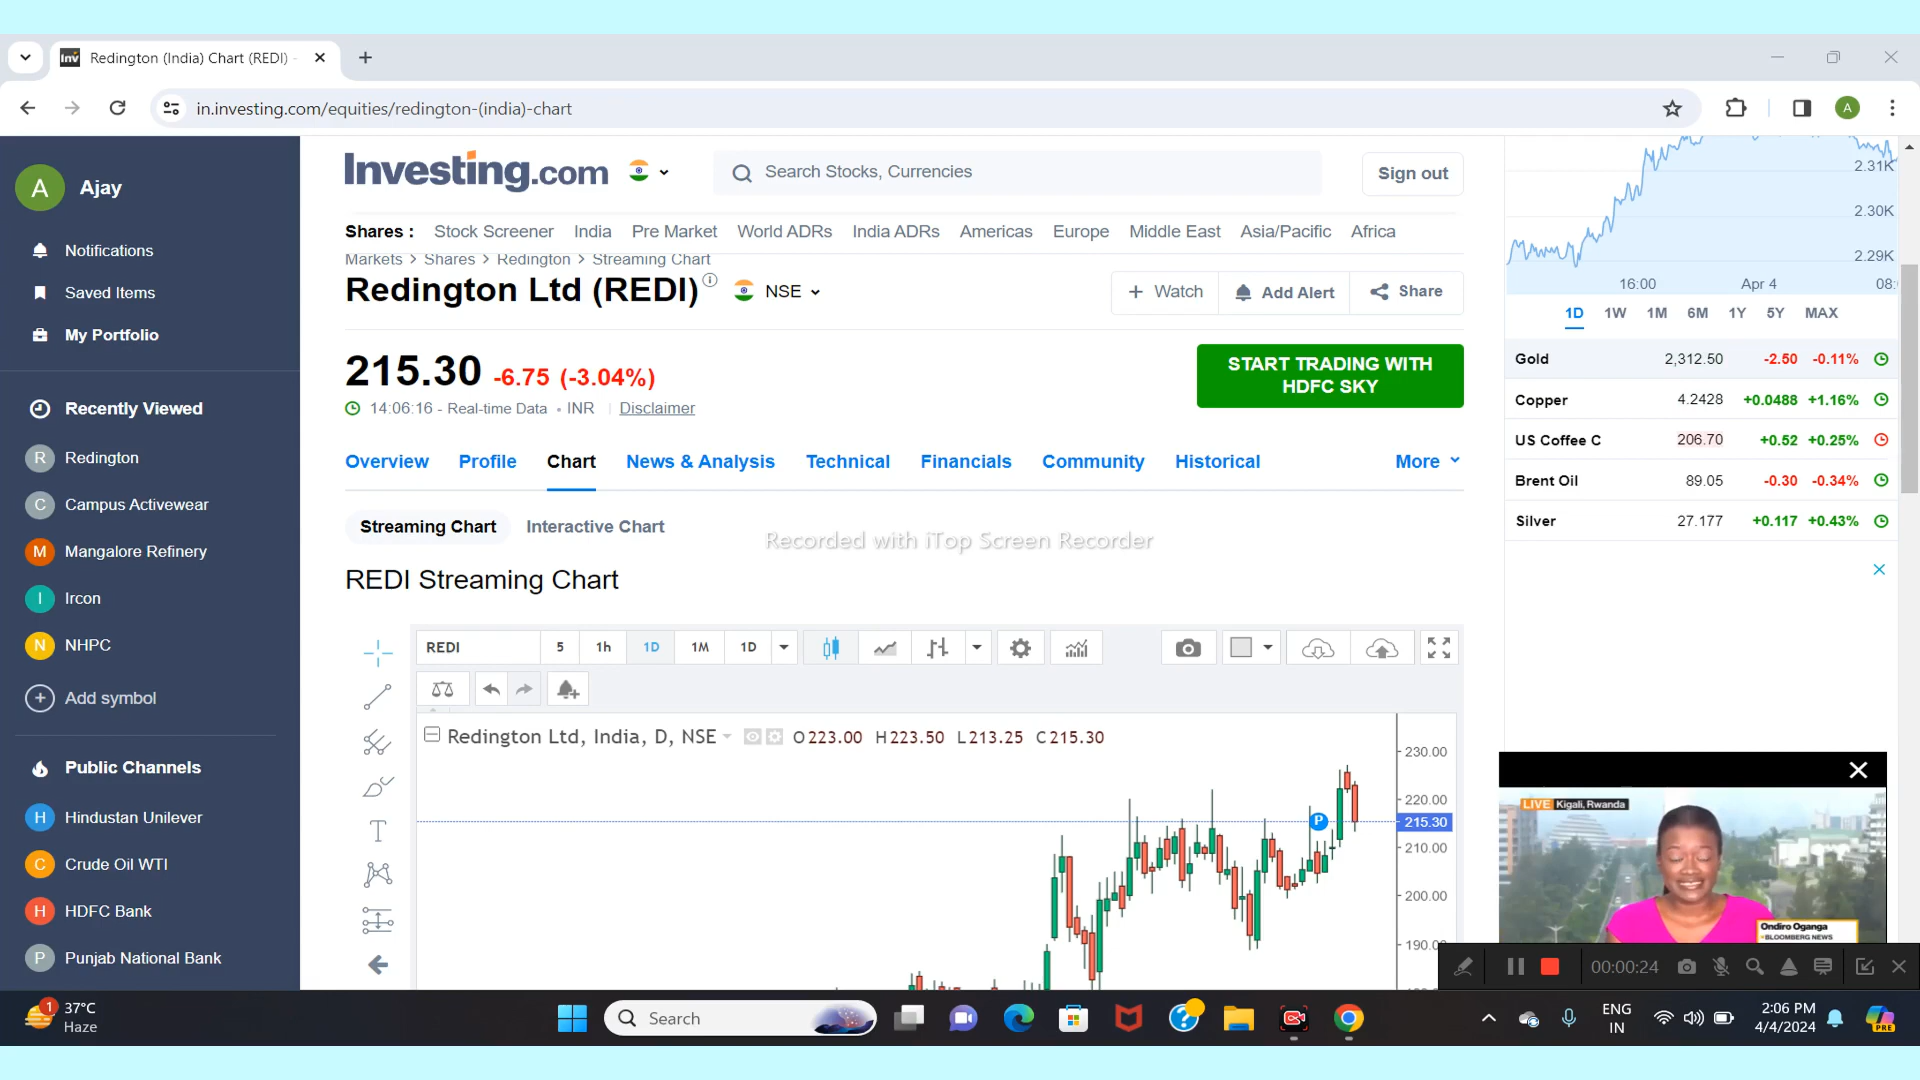 Inv Redington (India) Chart (REDI) -
in.investing.com/equities/redington-(india)-chart
A
A Ajay
Notifications
Saved Items
My Portfolio
Recently Viewed
R Redington
C Campus Activewear
M Mangalore Refinery
I Ircon
N NHPC
Add symbol
Public Channels
H Hindustan Unilever
C Crude Oil WTI
H HDFC Bank
P Punjab National Bank
Investing.com
Search Stocks, Currencies
Sign out
Shares : Stock Screener India Pre Market World ADRs India ADRs Americas Europe Middle East Asia/Pacific Africa
Markets > Shares > Redington > Streaming Chart
Redington Ltd (REDI)
NSE
+ Watch Add Alert Share
215.30 -6.75 (-3.04%)
14:06:16 - Real-time Data • INR | Disclaimer
START TRADING WITH
HDFC SKY
Overview Profile Chart News & Analysis Technical Financials Community Historical More
Streaming Chart Interactive Chart
Recorded with iTop Screen Recorder
REDI Streaming Chart
REDI 5 1h 1D 1M 1D
Redington Ltd, India, D, NSE O223.00 H223.50 L213.25 C215.30
230.00
220.00
P
215.30
210.00
200.00
190.00
2.31K
2.30K
2.29K
16:00 Apr 4 08:
1D 1W 1M 6M 1Y 5Y MAX
Gold 2,312.50 -2.50 -0.11%
Copper 4.2428 +0.0488 +1.16%
US Coffee C 206.70 +0.52 +0.25%
Brent Oil 89.05 -0.30 -0.34%
Silver 27.177 +0.117 +0.43%
LIVE Kigali, Rwanda
Ondiro Oganga
BLOOMBERG NEWS
00:00:24
1 37°C
Haze
Search
PRE
ENG
IN
2:06 PM
4/4/2024